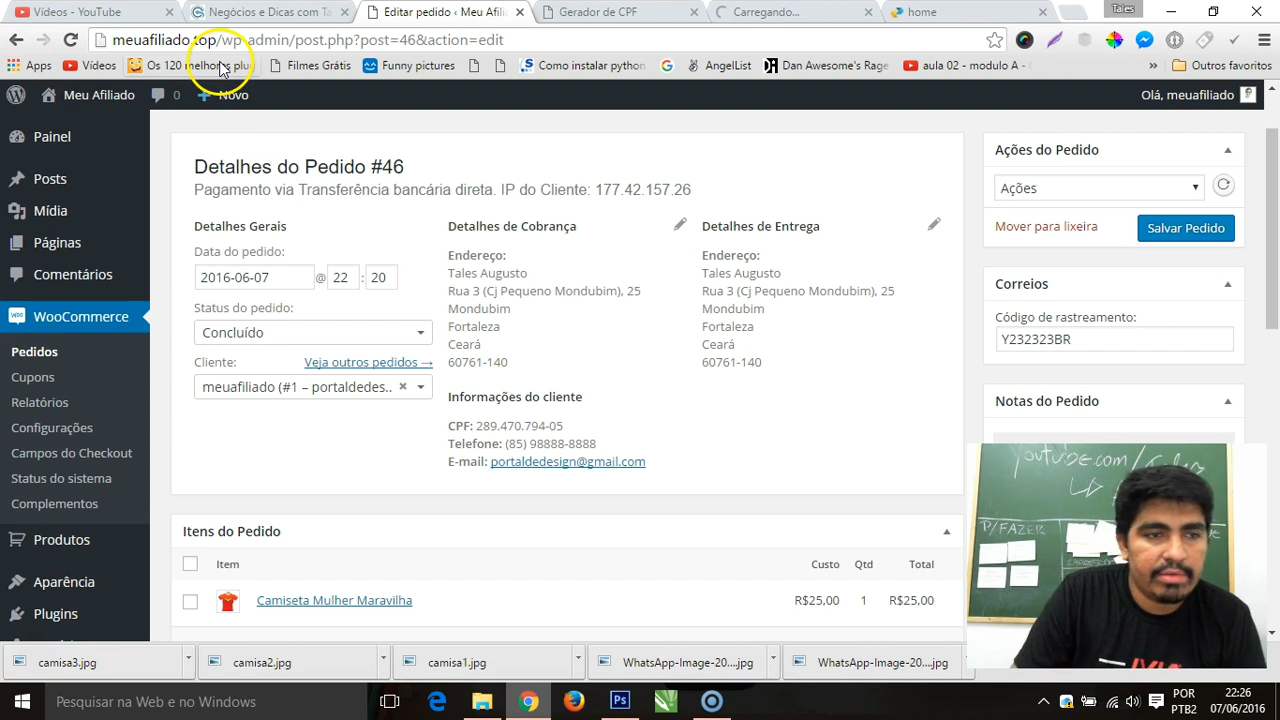 Vídeos - YouTube
Negócios e Dicas com Ta
Editar pedido ‹ Meu Afilia
Gerador de CPF
Carregando...
home
Tales
meuafiliado.top/wp-admin/post.php?post=46&action=edit
Apps
Vídeos
Os 120 melhores plu
Filmes Grátis
Funny pictures
Como instalar python
AngelList
Dan Awesome's Rage
aula 02 - modulo A -
Outros favoritos
Meu Afiliado
0
Novo
Olá, meuafiliado
Painel
Posts
Mídia
Páginas
Comentários
WooCommerce
Pedidos
Cupons
Relatórios
Configurações
Campos do Checkout
Status do sistema
Complementos
Produtos
Aparência
Plugins
Detalhes do Pedido #46
Pagamento via Transferência bancária direta. IP do Cliente: 177.42.157.26
Detalhes Gerais
Data do pedido:
2016-06-07 @ 22 : 20
Status do pedido:
Concluído
Cliente:
Veja outros pedidos →
meuafiliado (#1 – portaldedes..
Detalhes de Cobrança
Endereço:
Tales Augusto
Rua 3 (Cj Pequeno Mondubim), 25
Mondubim
Fortaleza
Ceará
60761-140
Informações do cliente
CPF: 289.470.794-05
Telefone: (85) 98888-8888
E-mail: portaldedesign@gmail.com
Detalhes de Entrega
Endereço:
Tales Augusto
Rua 3 (Cj Pequeno Mondubim), 25
Mondubim
Fortaleza
Ceará
60761-140
Itens do Pedido
Item
Custo
Qtd
Total
Camiseta Mulher Maravilha
R$25,00
1
R$25,00
Ações do Pedido
Ações
Mover para lixeira
Salvar Pedido
Correios
Código de rastreamento:
Y232323BR
Notas do Pedido
youtube.com/
P/FAZER
camisa3.jpg
camisa2.jpg
camisa1.jpg
WhatsApp-Image-20....jpg
WhatsApp-Image-20....jpg
Pesquisar na Web e no Windows
POR
PTB2
22:26
07/06/2016